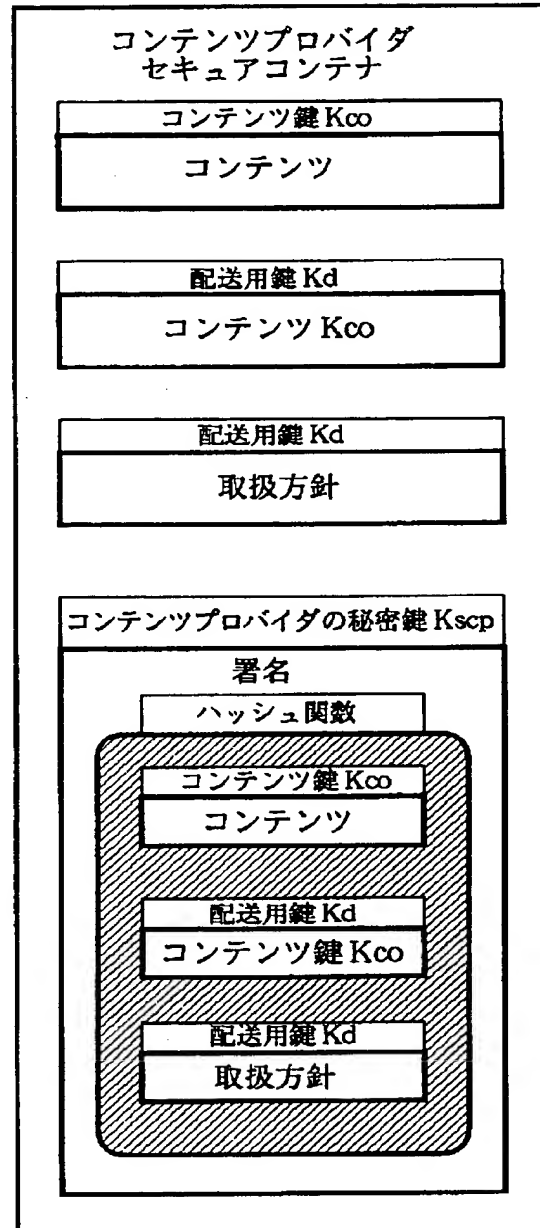 コンテンツプロバイダ
セキュアコンテナ
コンテンツ鍵 Kco
コンテンツ
配送用鍵 Kd
コンテンツ Kco
配送用鍵 Kd
取扱方針
コンテンツプロバイダの秘密鍵 Kscp
署名
ハッシュ関数
コンテンツ鍵 Kco
コンテンツ
配送用鍵 Kd
コンテンツ鍵 Kco
配送用鍵 Kd
取扱方針